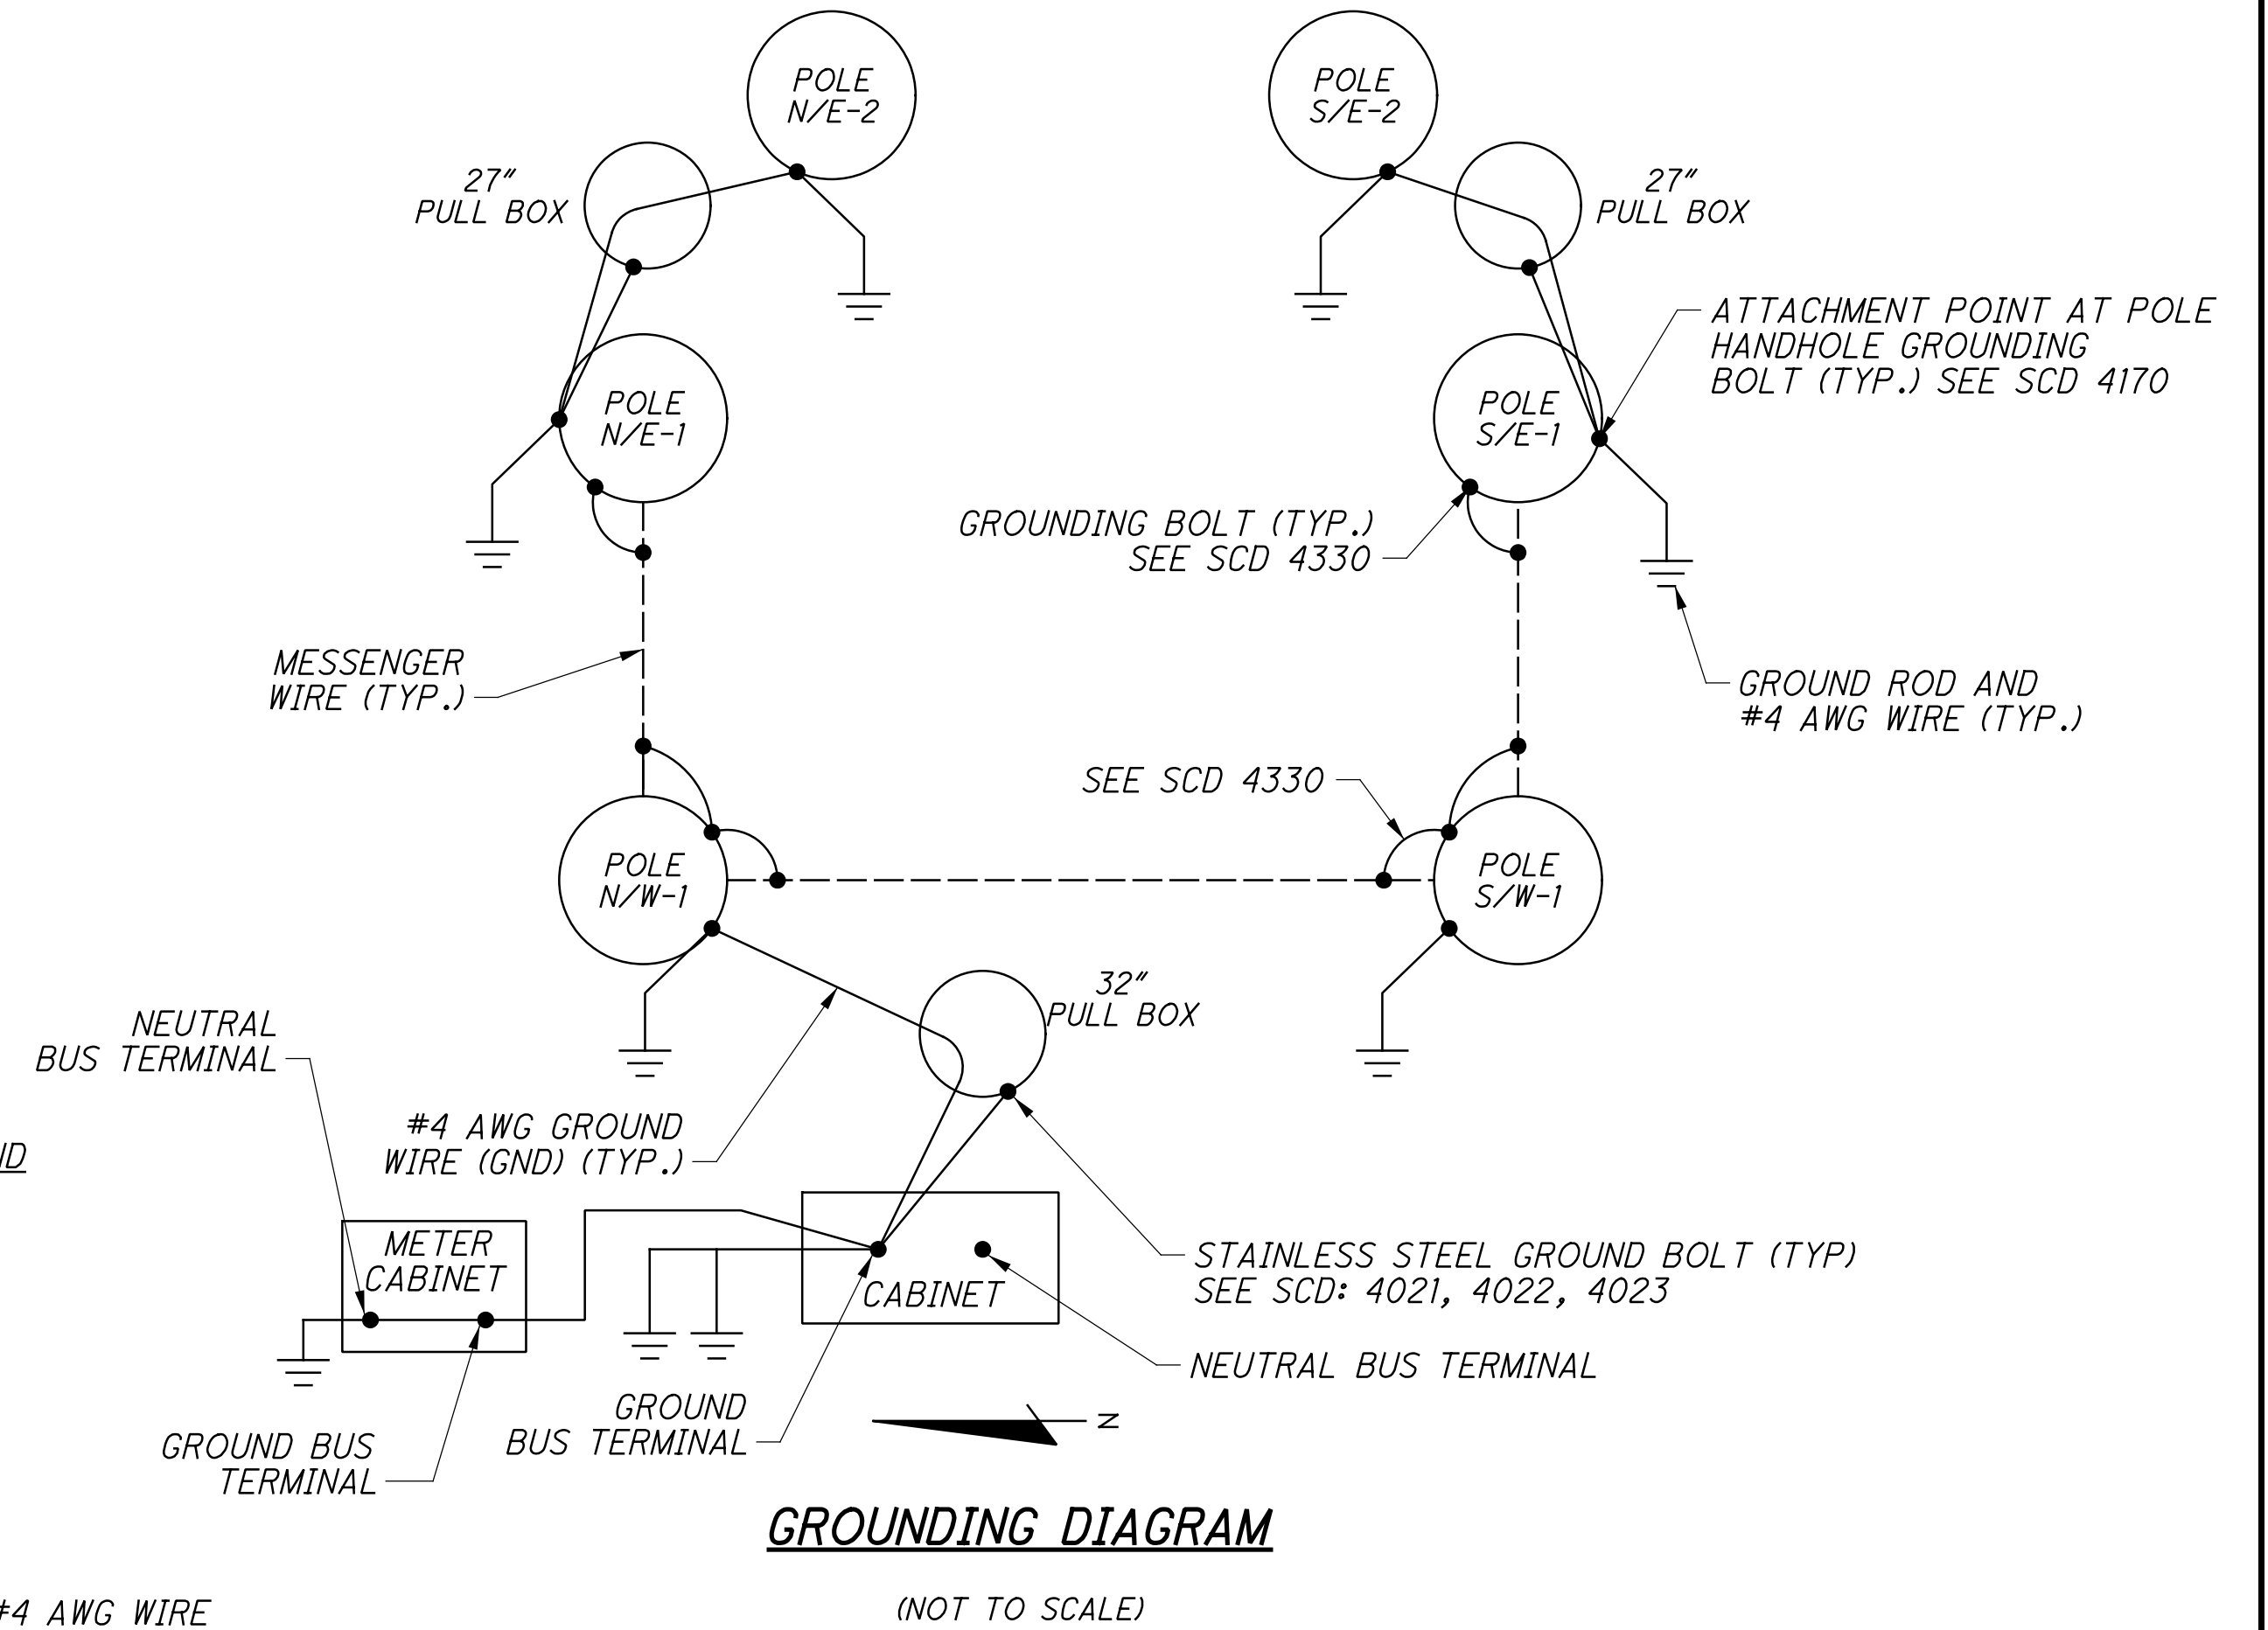 POLE
N/E-2
POLE
S/E-2
27"
PULL BOX
27"
PULL BOX
ATTACHMENT POINT AT POLE
HANDHOLE GROUNDING
BOLT (TYP.) SEE SCD 4170
POLE
N/E-1
POLE
S/E-1
GROUNDING BOLT (TYP.)
SEE SCD 4330
MESSENGER
WIRE (TYP.)
GROUND ROD AND
#4 AWG WIRE (TYP.)
SEE SCD 4330
POLE
N/W-1
POLE
S/W-1
32"
PULL BOX
NEUTRAL
BUS TERMINAL
#4 AWG GROUND
WIRE (GND) (TYP.)
METER
CABINET
CABINET
STAINLESS STEEL GROUND BOLT (TYP)
SEE SCD: 4021, 4022, 4023
NEUTRAL BUS TERMINAL
GROUND
BUS TERMINAL
GROUND BUS
TERMINAL
N
GROUNDING DIAGRAM
(NOT TO SCALE)
#4 AWG WIRE